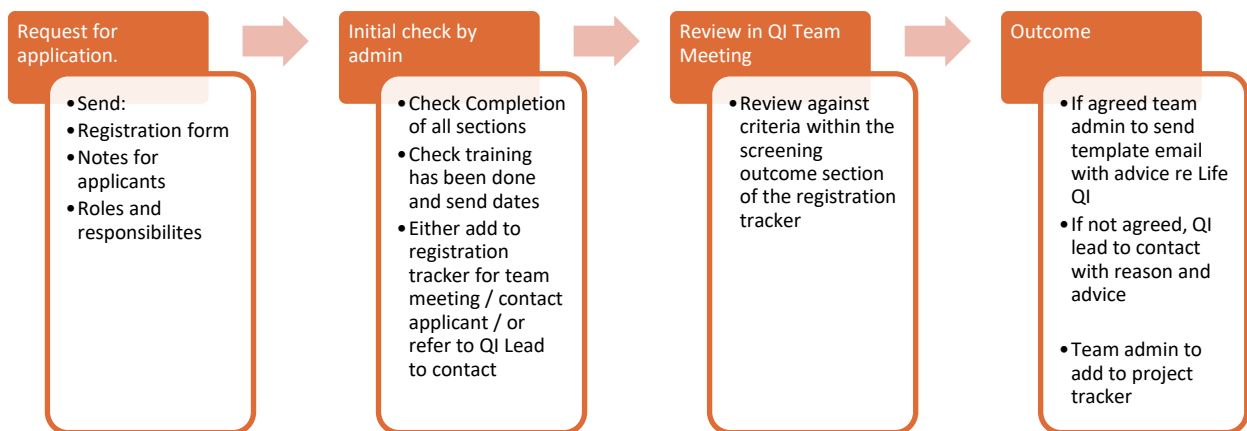 Request for
application.
•Send:
•Registration form
•Notes for
applicants
•Roles and
responsibilites
Initial check by
admin
•Check Completion
of all sections
•Check training
has been done
and send dates
•Either add to
registration
tracker for team
meeting / contact
applicant / or
refer to QI Lead
to contact
Review in QI Team
Meeting
•Review against
criteria within the
screening
outcome section
of the registration
tracker
Outcome
•If agreed team
admin to send
template email
with advice re Life
QI
•If not agreed, QI
lead to contact
with reason and
advice
•Team admin to
add to project
tracker